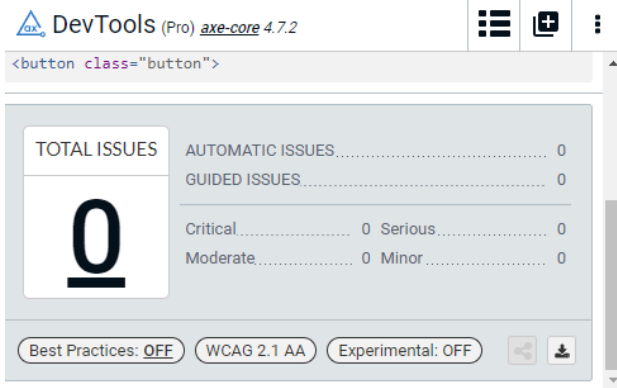 ax DevTools (Pro) axe-core 4.7.2
<button class="button">
TOTAL ISSUES
0
AUTOMATIC ISSUES 0
GUIDED ISSUES 0
Critical 0 Serious 0
Moderate 0 Minor 0
Best Practices: OFF WCAG 2.1 AA Experimental: OFF